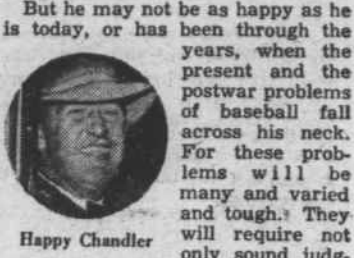 But he may not be as happy as he
is today, or has been through the
years, when the
present and the
postwar problems
of baseball fall
across his neck.
For these prob-
lems will be
many and varied
and tough. They
will require not
only sound judg-
Happy Chandler